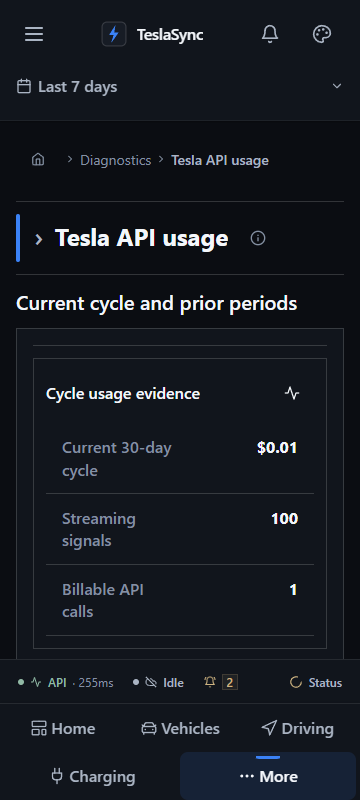 TeslaSync
Last 7 days
Diagnostics Tesla API usage
Tesla API usage
Current cycle and prior periods
Cycle usage evidence
Current 30-day cycle $0.01
Streaming signals 100
Billable API calls 1
API · 255ms Idle 2 Status
Home Vehicles Driving
Charging More